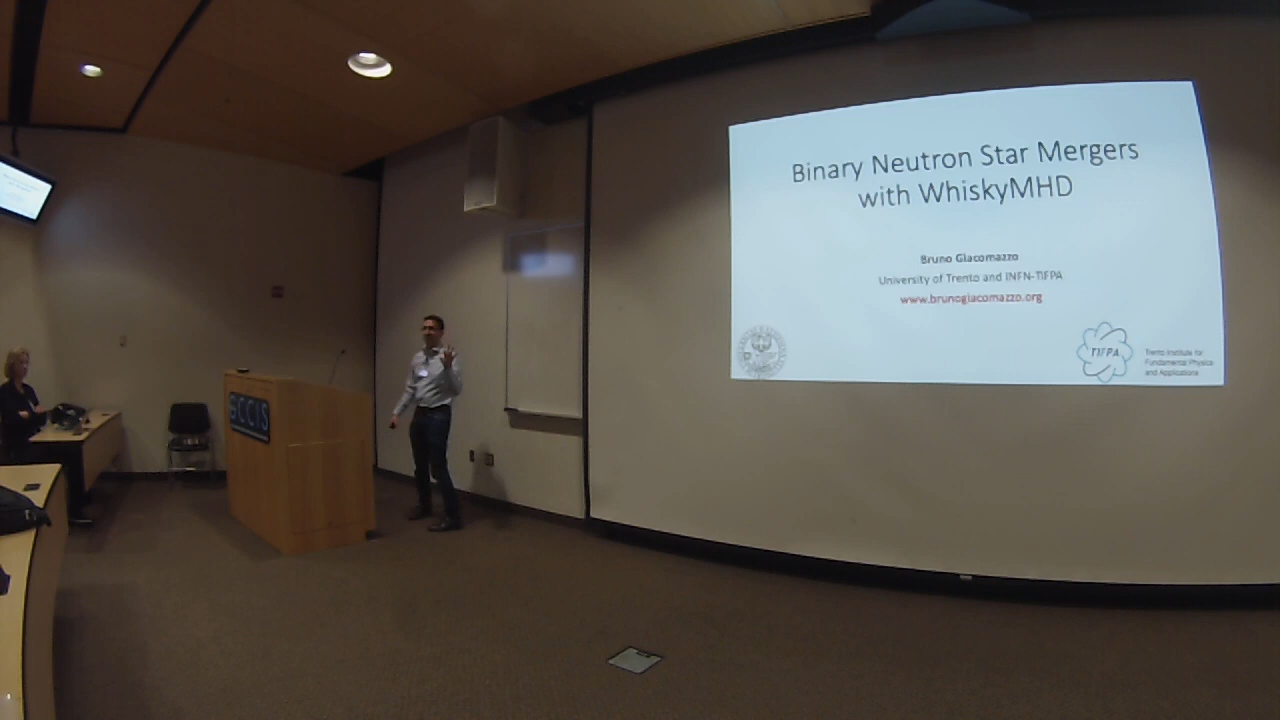 Binary Neutron Star Mergers
with WhiskyMHD
Bruno Giacomazzo
University of Trento and INFN-TIFPA
www.brunogiacomazzo.org
TIFPA
Trento Institute for
Fundamental Physics
and Applications
SCCIS